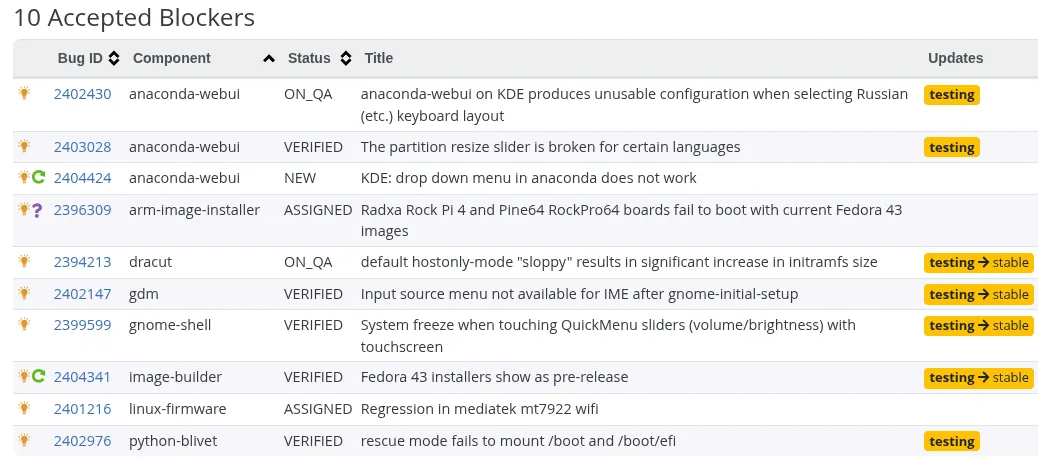 10 Accepted Blockers
Bug ID Component Status Title Updates
2402430 anaconda-webui ON_QA anaconda-webui on KDE produces unusable configuration when selecting Russian testing
(etc.) keyboard layout
2403028 anaconda-webui VERIFIED The partition resize slider is broken for certain languages testing
2404424 anaconda-webui NEW KDE: drop down menu in anaconda does not work
? 2396309 arm-image-installer ASSIGNED Radxa Rock Pi 4 and Pine64 RockPro64 boards fail to boot with current Fedora 43
images
2394213 dracut ON_QA default hostonly-mode "sloppy" results in significant increase in initramfs size testing → stable
2402147 gdm VERIFIED Input source menu not available for IME after gnome-initial-setup testing → stable
2399599 gnome-shell VERIFIED System freeze when touching QuickMenu sliders (volume/brightness) with testing → stable
touchscreen
2404341 image-builder VERIFIED Fedora 43 installers show as pre-release testing → stable
2401216 linux-firmware ASSIGNED Regression in mediatek mt7922 wifi
2402976 python-blivet VERIFIED rescue mode fails to mount /boot and /boot/efi testing